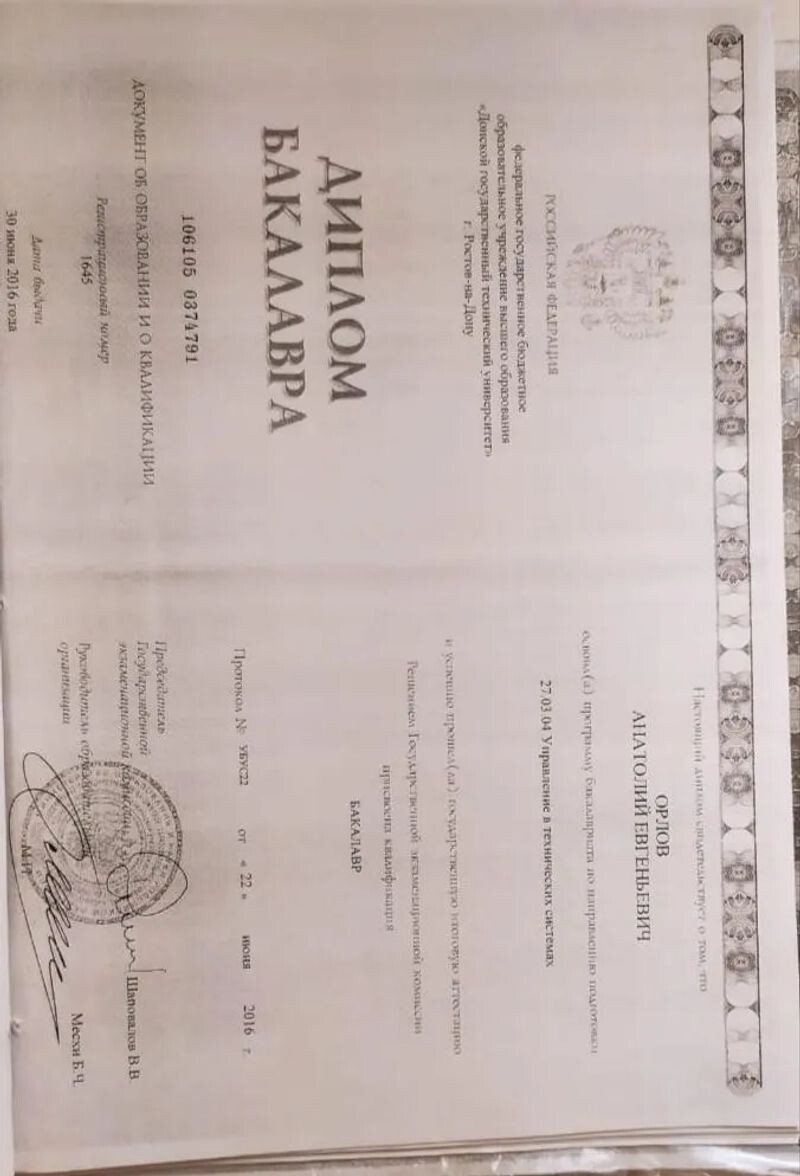 РОССИЙСКАЯ ФЕДЕРАЦИЯ
федеральное государственное бюджетное
образовательное учреждение высшего образования
«Донской государственный технический университет»
г. Ростов-на-Дону
ДИПЛОМ
БАКАЛАВРА
106105 0374791
ДОКУМЕНТ ОБ ОБРАЗОВАНИИ И О КВАЛИФИКАЦИИ
Регистрационный номер
1645
Дата выдачи
30 июня 2016 года
Настоящий диплом свидетельствует о том, что
ОРЛОВ
АНАТОЛИЙ ЕВГЕНЬЕВИЧ
освоил(а) программу бакалавриата по направлению подготовки
27.03.04 Управление в технических системах
и успешно прошел(ла) государственную итоговую аттестацию
Решением Государственной экзаменационной комиссии
присвоена квалификация
БАКАЛАВР
Протокол № УБУС22 от « 22 » июня 2016 г.
Председатель
Государственной
экзаменационной комиссии Шаповалов В.В.
Руководитель образовательной
организации Месхи Б.Ч.
М.П.